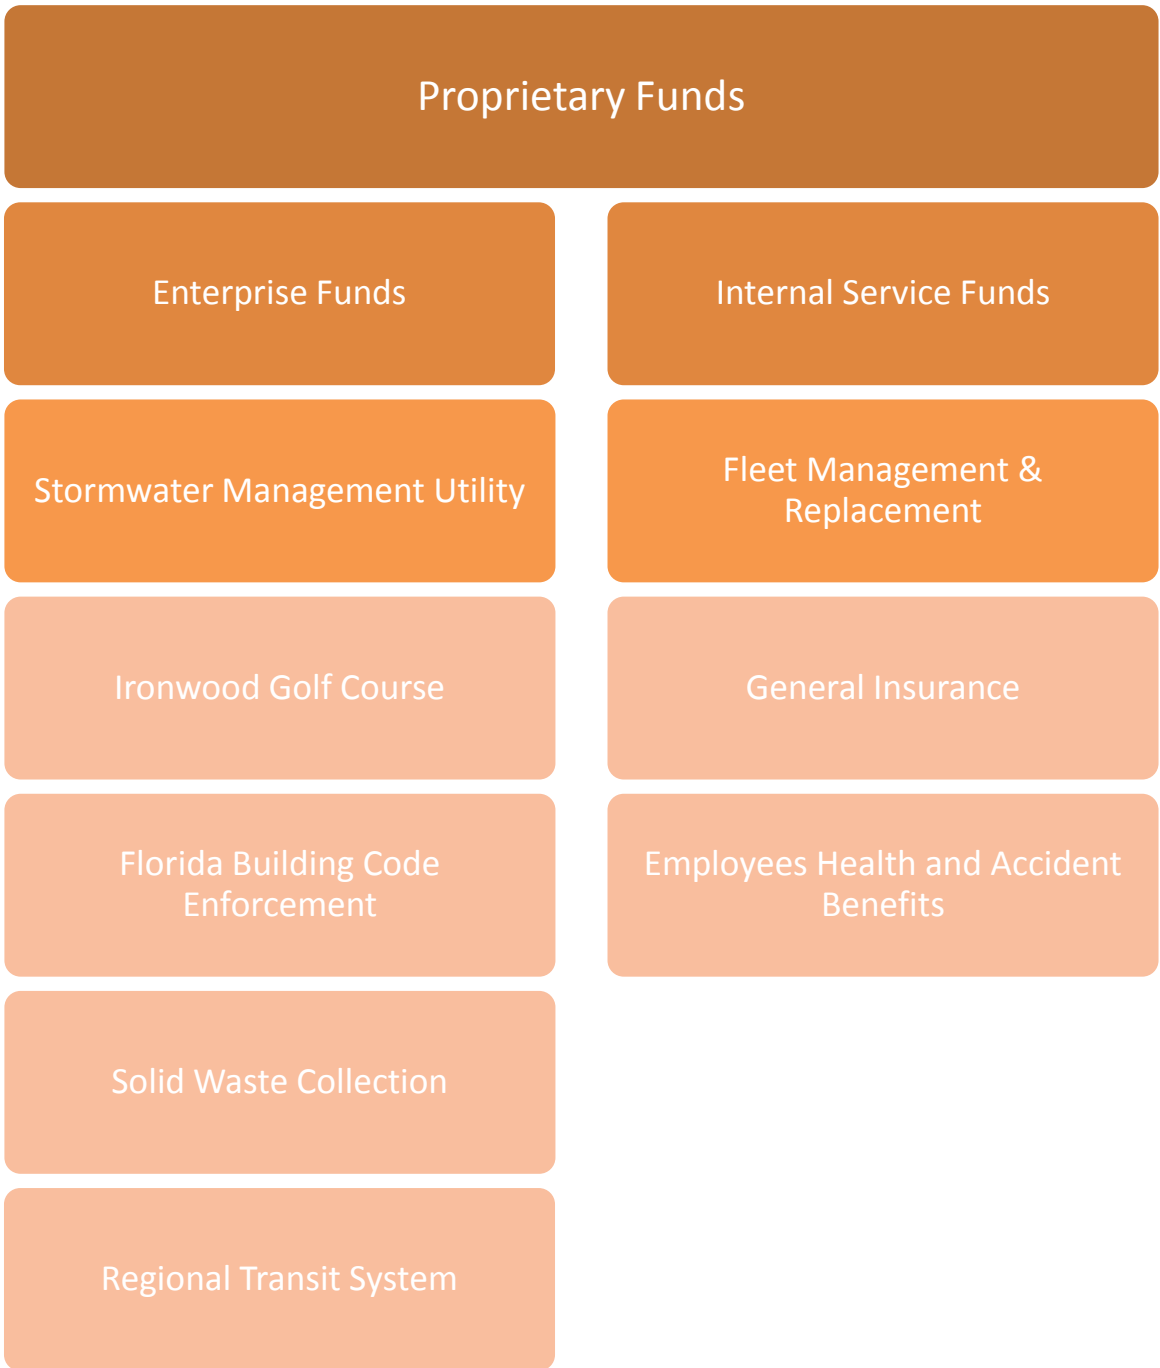 Proprietary Funds
Enterprise Funds
Internal Service Funds
Stormwater Management Utility
Fleet Management &
Replacement
Ironwood Golf Course
General Insurance
Florida Building Code
Enforcement
Employees Health and Accident
Benefits
Solid Waste Collection
Regional Transit System